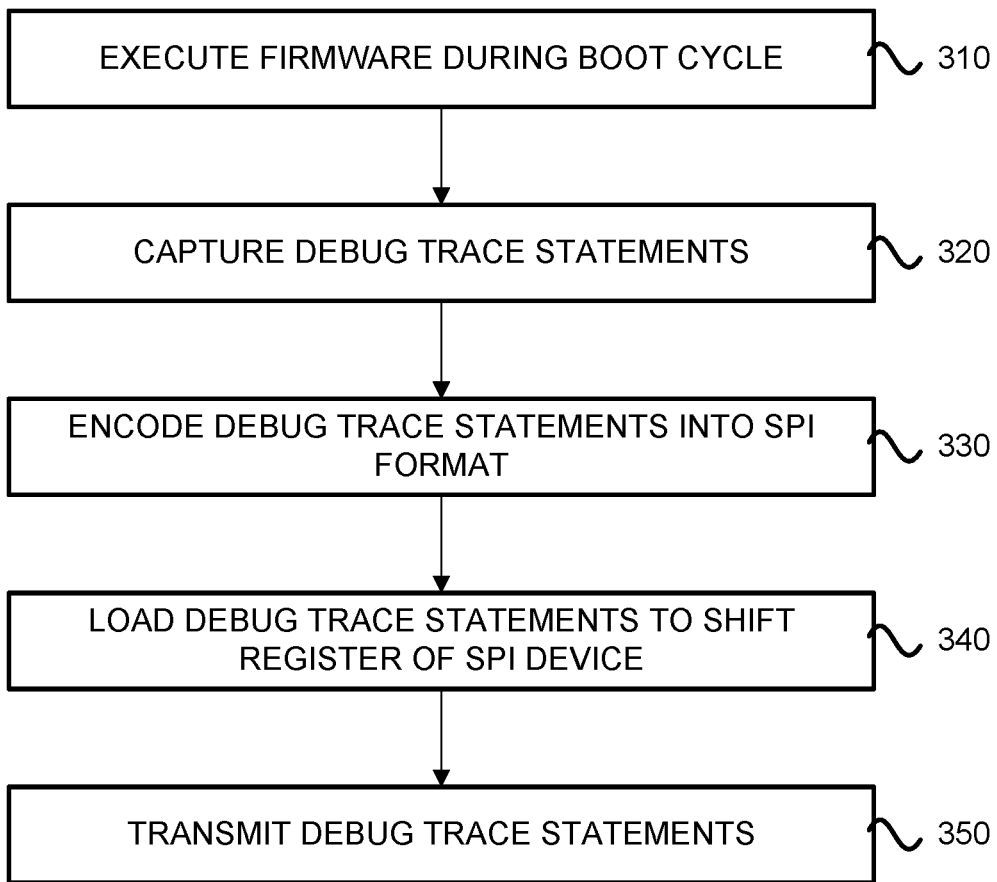 EXECUTE FIRMWARE DURING BOOT CYCLE
310
CAPTURE DEBUG TRACE STATEMENTS
320
ENCODE DEBUG TRACE STATEMENTS INTO SPI
FORMAT
330
LOAD DEBUG TRACE STATEMENTS TO SHIFT
REGISTER OF SPI DEVICE
340
TRANSMIT DEBUG TRACE STATEMENTS
350